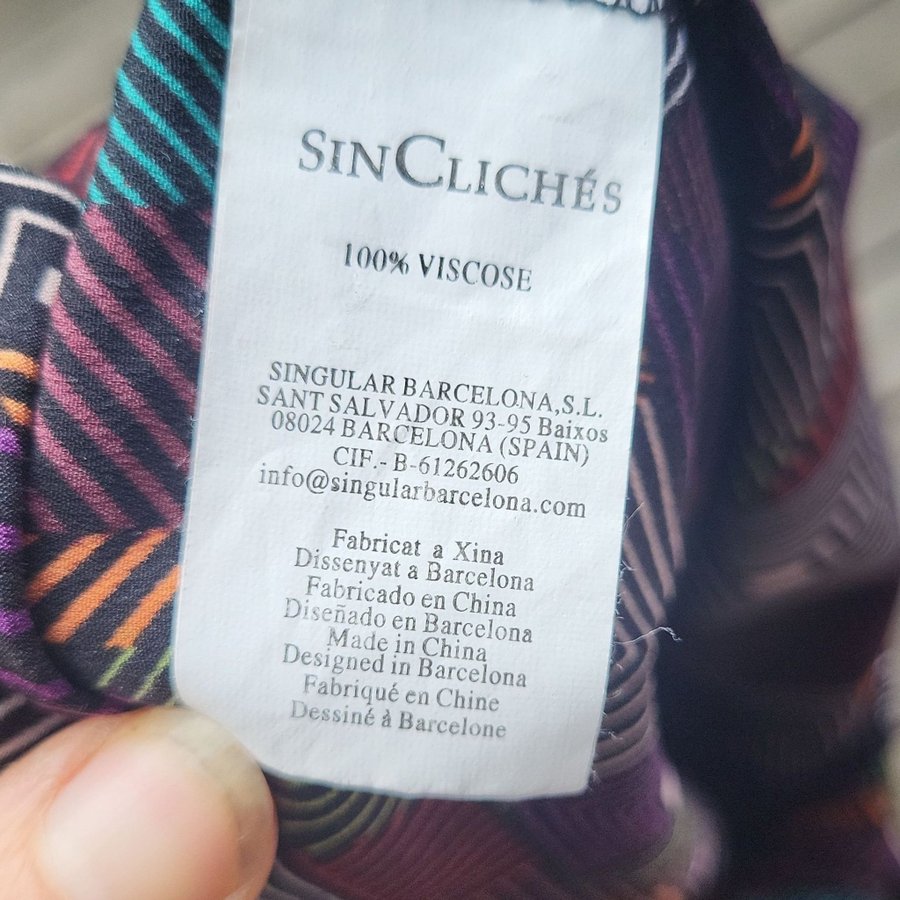 SINCLICHÉS
100% VISCOSE
SINGULAR BARCELONA,S.L.
SANT SALVADOR 93-95 Baixos
08024 BARCELONA (SPAIN)
CIF.- B-61262606
info@singularbarcelona.com
Fabricat a Xina
Dissenyat a Barcelona
Fabricado en China
Diseñado en Barcelona
Made in China
Designed in Barcelona
Fabriqué en Chine
Dessiné à Barcelone